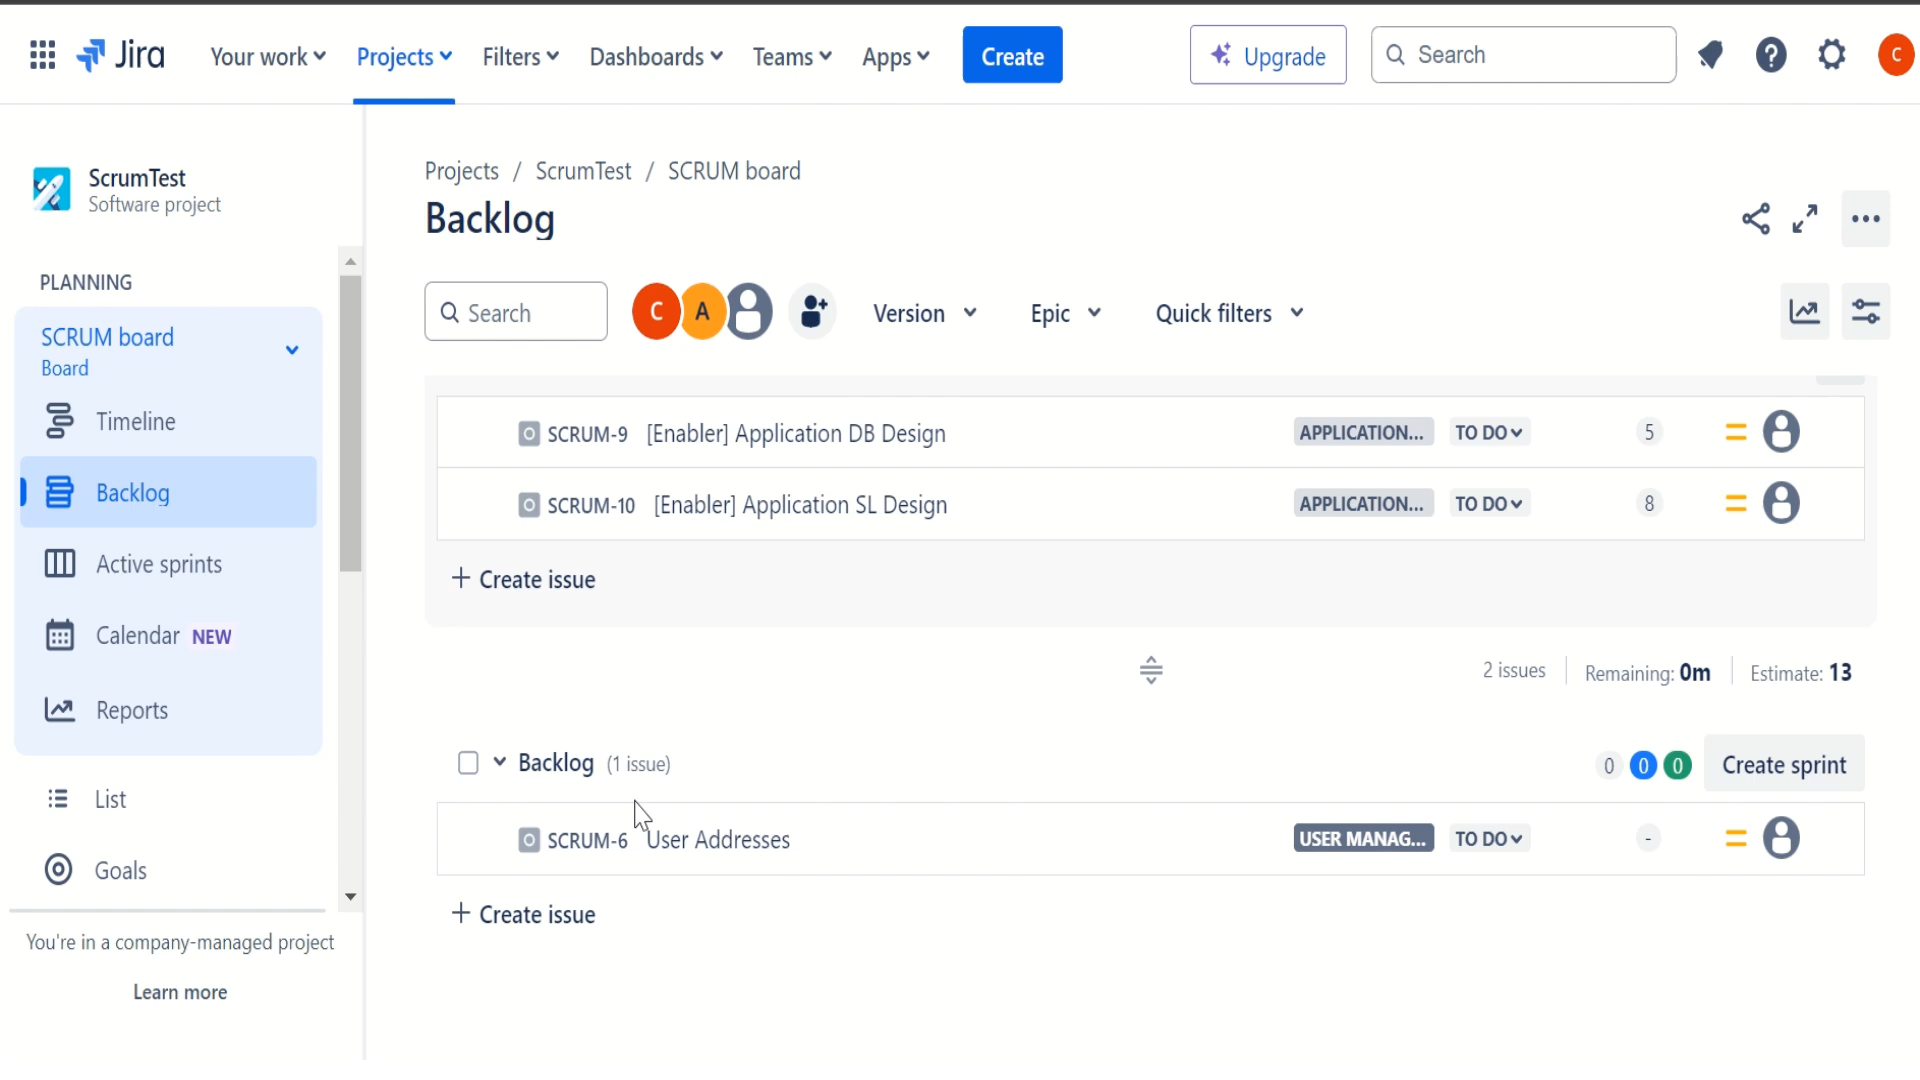 Jira Your work Projects Filters Dashboards Teams Apps Create Upgrade Search C
ScrumTest
Software project
PLANNING
SCRUM board
Board
Timeline
Backlog
Active sprints
Calendar NEW
Reports
List
Goals
You're in a company-managed project
Learn more
Projects / ScrumTest / SCRUM board
Backlog
Search C A Version Epic Quick filters
SCRUM-9 [Enabler] Application DB Design APPLICATION... TO DO 5
SCRUM-10 [Enabler] Application SL Design APPLICATION... TO DO 8
+ Create issue
2 issues Remaining: 0m Estimate: 13
Backlog (1 issue) 0 0 0 Create sprint
SCRUM-6 User Addresses USER MANAG... TO DO -
+ Create issue